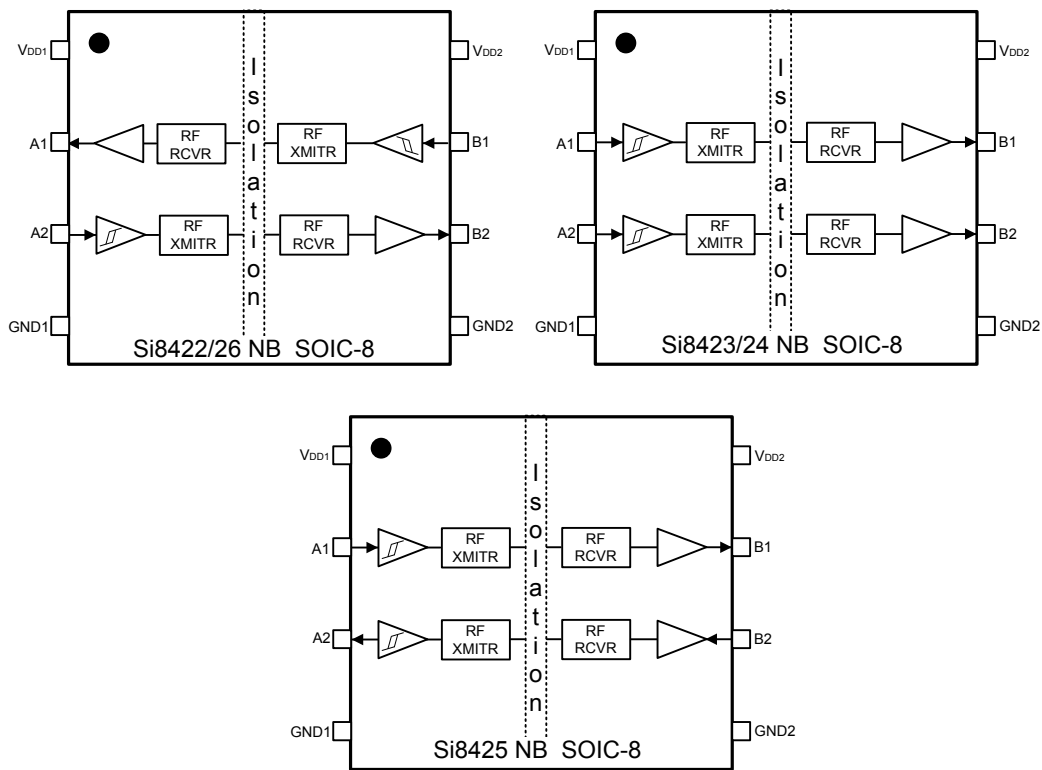 VDD1
VDD2
A1
RF RCVR
RF XMITR
B1
A2
RF XMITR
RF RCVR
B2
GND1
GND2
Isolation
Si8422/26 NB SOIC-8
VDD1
VDD2
A1
RF XMITR
RF RCVR
B1
A2
RF XMITR
RF RCVR
B2
GND1
GND2
Isolation
Si8423/24 NB SOIC-8
VDD1
VDD2
A1
RF XMITR
RF RCVR
B1
A2
RF XMITR
RF RCVR
B2
GND1
GND2
Isolation
Si8425 NB SOIC-8